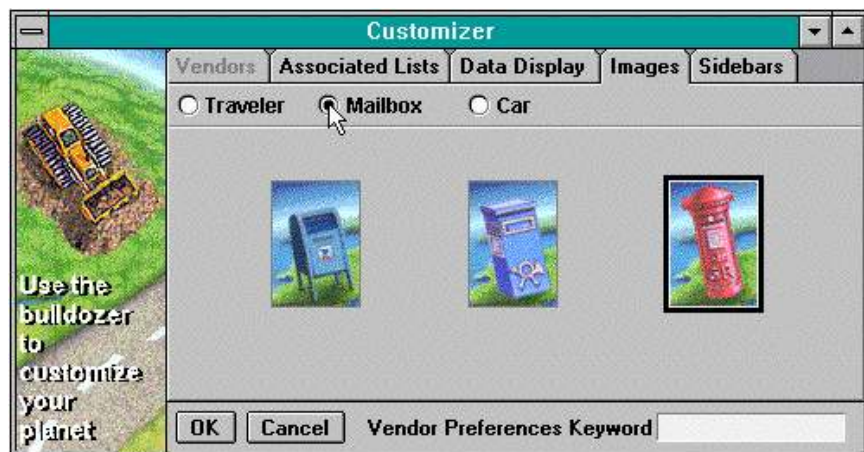 Customizer
Vendors Associated Lists Data Display Images Sidebars
Traveler Mailbox Car
Use the
bulldozer
to
customize
your
planet
OK Cancel Vendor Preferences Keyword